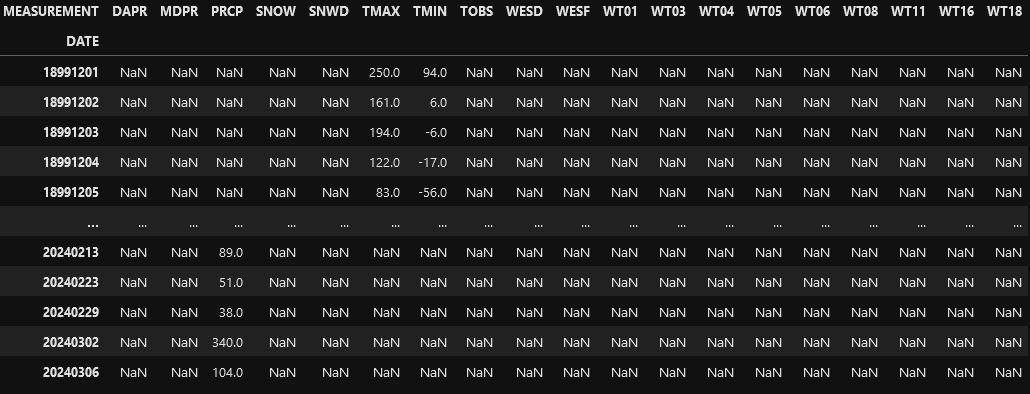 MEASUREMENT DAPR MDPR PRCP SNOW SNWD TMAX TMIN TOBS WESD WESF WT01 WT03 WT04 WT05 WT06 WT08 WT11 WT16 WT18
DATE
18991201 NaN NaN NaN NaN NaN 250.0 94.0 NaN NaN NaN NaN NaN NaN NaN NaN NaN NaN NaN NaN
18991202 NaN NaN NaN NaN NaN 161.0 6.0 NaN NaN NaN NaN NaN NaN NaN NaN NaN NaN NaN NaN
18991203 NaN NaN NaN NaN NaN 194.0 -6.0 NaN NaN NaN NaN NaN NaN NaN NaN NaN NaN NaN NaN
18991204 NaN NaN NaN NaN NaN 122.0 -17.0 NaN NaN NaN NaN NaN NaN NaN NaN NaN NaN NaN NaN
18991205 NaN NaN NaN NaN NaN 83.0 -56.0 NaN NaN NaN NaN NaN NaN NaN NaN NaN NaN NaN NaN
... ... ... ... ... ... ... ... ... ... ... ... ... ... ... ... ... ... ... ...
20240213 NaN NaN 89.0 NaN NaN NaN NaN NaN NaN NaN NaN NaN NaN NaN NaN NaN NaN NaN NaN
20240223 NaN NaN 51.0 NaN NaN NaN NaN NaN NaN NaN NaN NaN NaN NaN NaN NaN NaN NaN NaN
20240229 NaN NaN 38.0 NaN NaN NaN NaN NaN NaN NaN NaN NaN NaN NaN NaN NaN NaN NaN NaN
20240302 NaN NaN 340.0 NaN NaN NaN NaN NaN NaN NaN NaN NaN NaN NaN NaN NaN NaN NaN NaN
20240306 NaN NaN 104.0 NaN NaN NaN NaN NaN NaN NaN NaN NaN NaN NaN NaN NaN NaN NaN NaN